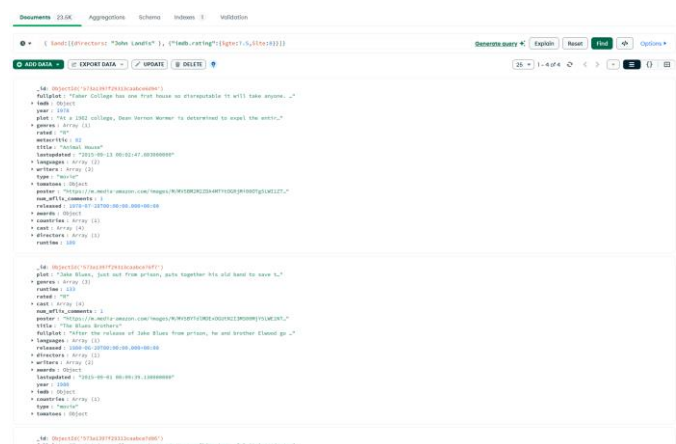 Documents 23.5K Aggregations Schema Indexes 1 Validation
{ $and:[{directors: "John Landis" }, {"imdb.rating":{$gte:7.5,$lte:8}}]}
Generate query Explain Reset Find </> Options
ADD DATA EXPORT DATA UPDATE DELETE 25 1 – 4 of 4 {}
fullplot : "Faber College has one frat house so disreputable it will take anyone. …"
imdb : Object
year : 1978
plot : "At a 1962 college, Dean Vernon Wormer is determined to expel the entir…"
genres : Array (1)
rated : "R"
metacritic :
title : "Animal House"
lastupdated :
languages : Array (2)
writers : Array (3)
type : "movie"
tomatoes : Object
poster :
num_mflix_comments : 1
released :
awards : Object
countries : Array (1)
cast : Array (4)
directors : Array (1)
runtime :
plot : "Jake Blues, just out from prison, puts together his old band to save t…"
genres : Array (3)
runtime : 133
rated : "R"
cast : Array (4)
num_mflix_comments : 1
poster :
title : "The Blues Brothers"
fullplot : "After the release of Jake Blues from prison, he and brother Elwood go …"
languages : Array (1)
released :
directors : Array (1)
writers : Array (2)
awards : Object
lastupdated :
year : 1980
imdb : Object
countries : Array (1)
type : "movie"
tomatoes : Object